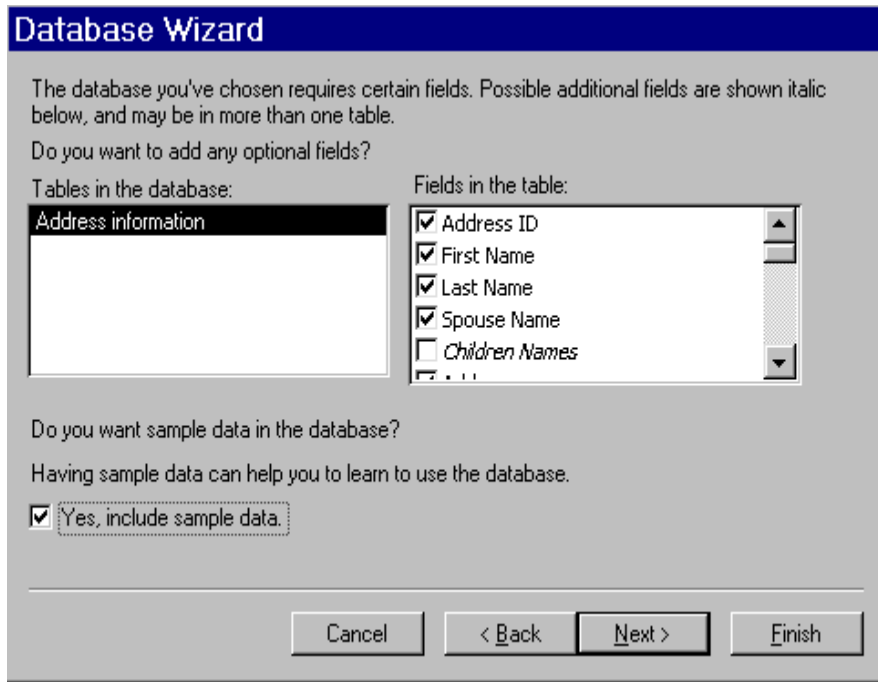 Database Wizard
The database you've chosen requires certain fields. Possible additional fields are shown italic
below, and may be in more than one table.
Do you want to add any optional fields?
Tables in the database:
Address information
Fields in the table:
Address ID
First Name
Last Name
Spouse Name
Children Names
Do you want sample data in the database?
Having sample data can help you to learn to use the database.
Yes, include sample data.
Cancel
< Back
Next >
Finish